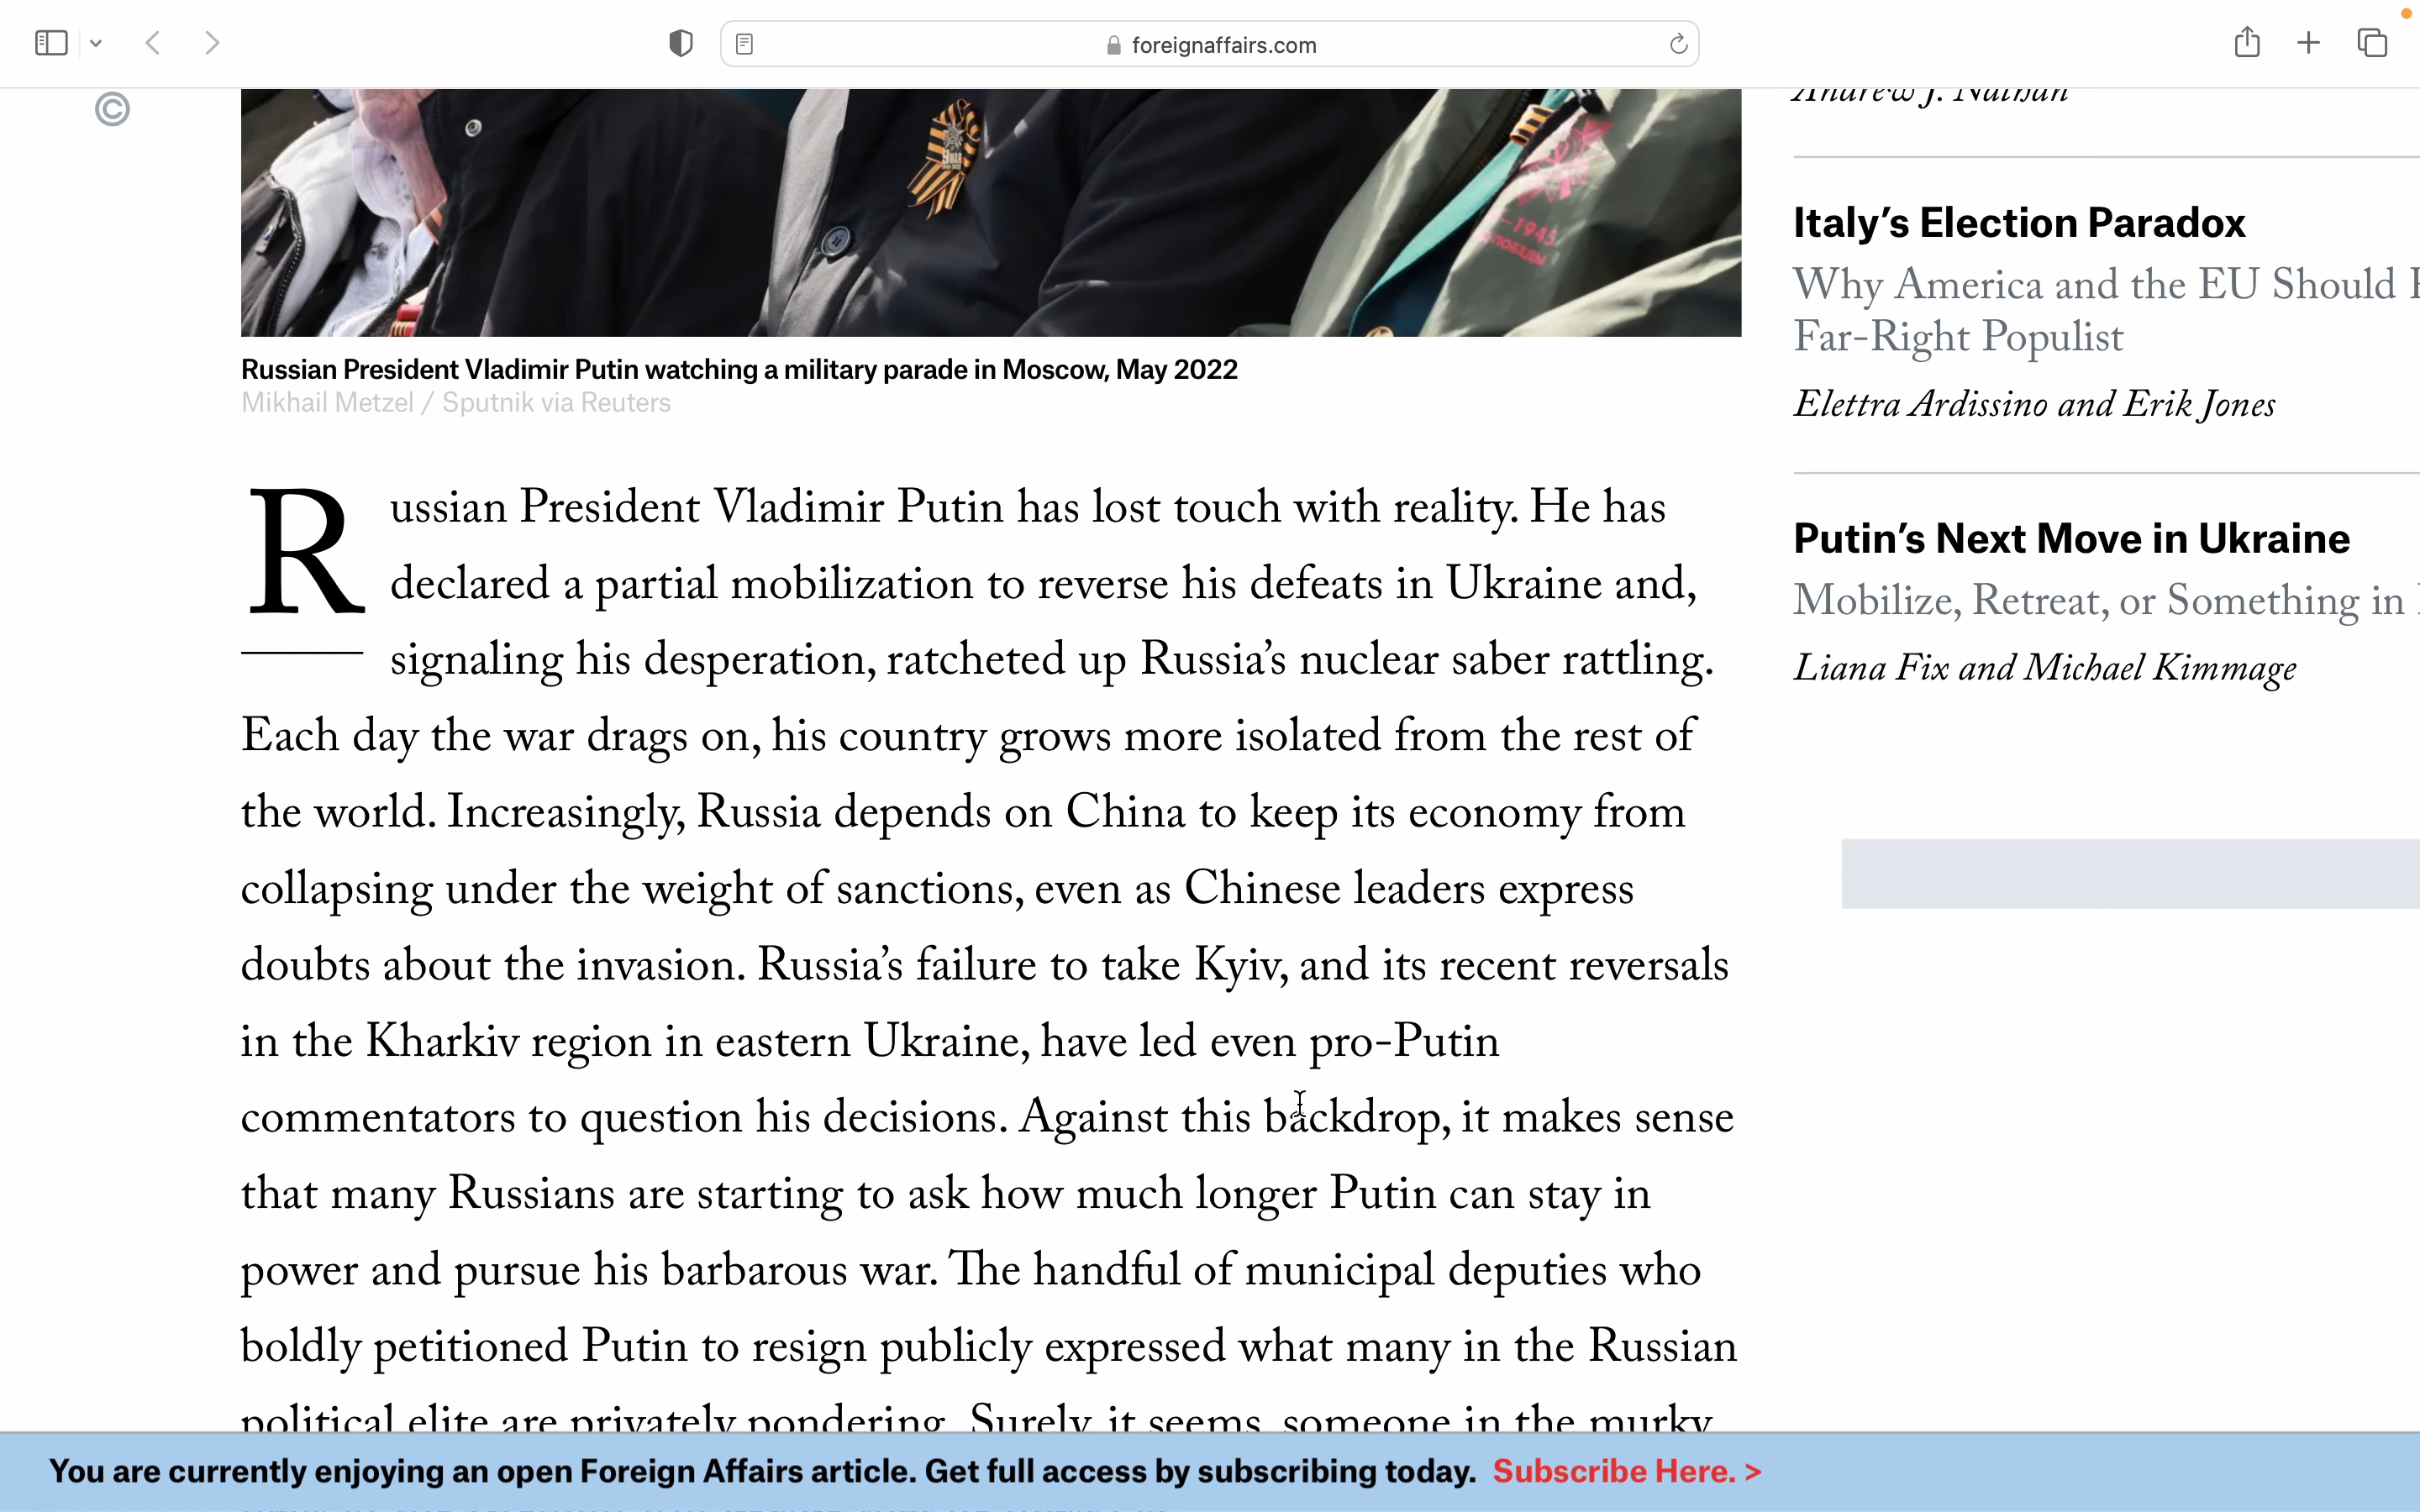 foreignaffairs.com
©
9
МАЯ
-1945
ПОБЕДЫ
Russian President Vladimir Putin watching a military parade in Moscow, May 2022
Mikhail Metzel / Sputnik via Reuters
Russian President Vladimir Putin has lost touch with reality. He has
declared a partial mobilization to reverse his defeats in Ukraine and,
signaling his desperation, ratcheted up Russia’s nuclear saber rattling.
Each day the war drags on, his country grows more isolated from the rest of
the world. Increasingly, Russia depends on China to keep its economy from
collapsing under the weight of sanctions, even as Chinese leaders express
doubts about the invasion. Russia’s failure to take Kyiv, and its recent reversals
in the Kharkiv region in eastern Ukraine, have led even pro-Putin
commentators to question his decisions. Against this backdrop, it makes sense
that many Russians are starting to ask how much longer Putin can stay in
power and pursue his barbarous war. The handful of municipal deputies who
boldly petitioned Putin to resign publicly expressed what many in the Russian
political elite are privately pondering. Surely, it seems, someone in the murky
Andrew J. Nathan
Italy’s Election Paradox
Why America and the EU Should
Far-Right Populist
Elettra Ardissino and Erik Jones
Putin’s Next Move in Ukraine
Mobilize, Retreat, or Something in
Liana Fix and Michael Kimmage
You are currently enjoying an open Foreign Affairs article. Get full access by subscribing today. Subscribe Here. >